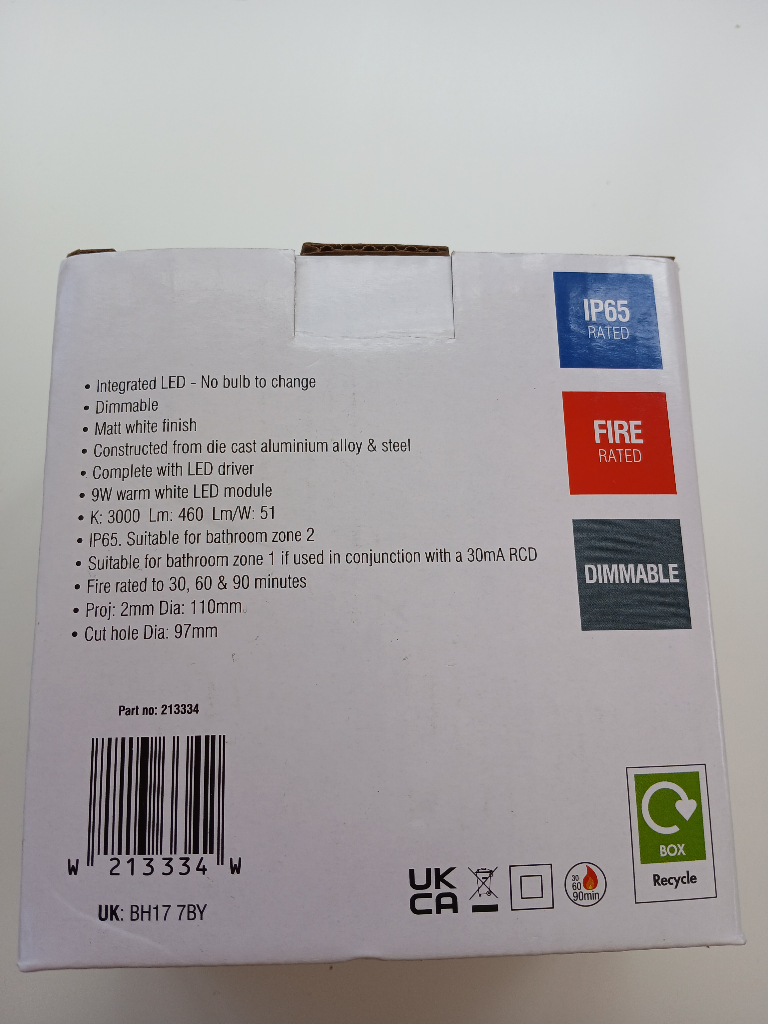 IP65
RATED
• Integrated LED - No bulb to change
• Dimmable
• Matt white finish
• Constructed from die cast aluminium alloy & steel
• Complete with LED driver
• 9W warm white LED module
• K: 3000 Lm: 460 Lm/W: 51
• IP65. Suitable for bathroom zone 2
• Suitable for bathroom zone 1 if used in conjunction with a 30mA RCD
• Fire rated to 30, 60 & 90 minutes
• Proj: 2mm Dia: 110mm
• Cut hole Dia: 97mm
FIRE
RATED
DIMMABLE
Part no: 213334
W 213334 W
UK: BH17 7BY
UK
CA
30
60
90min
BOX
Recycle